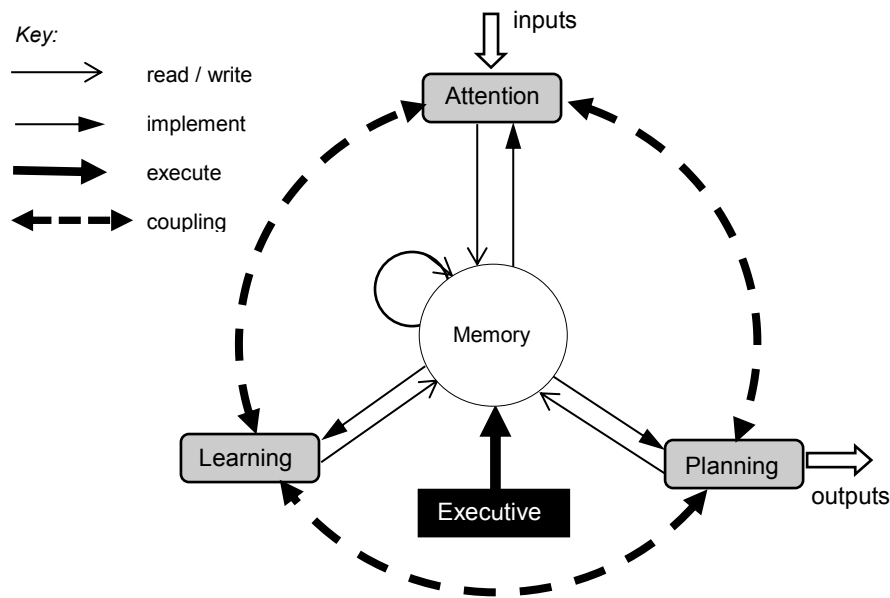 inputs
Key:
read / write
Attention
implement
execute
coupling
Memory
Learning
Planning
outputs
Executive